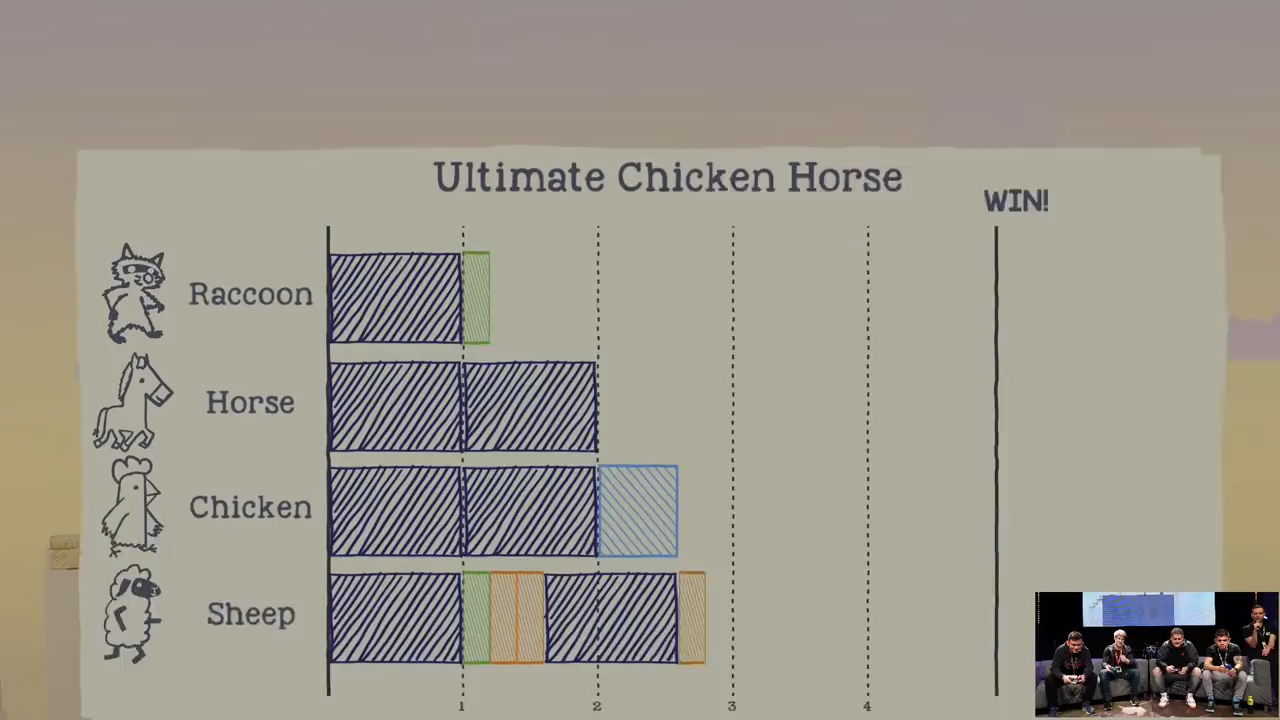 Ultimate Chicken Horse
WIN!
Raccoon
Horse
Chicken
Sheep
1 2 3 4